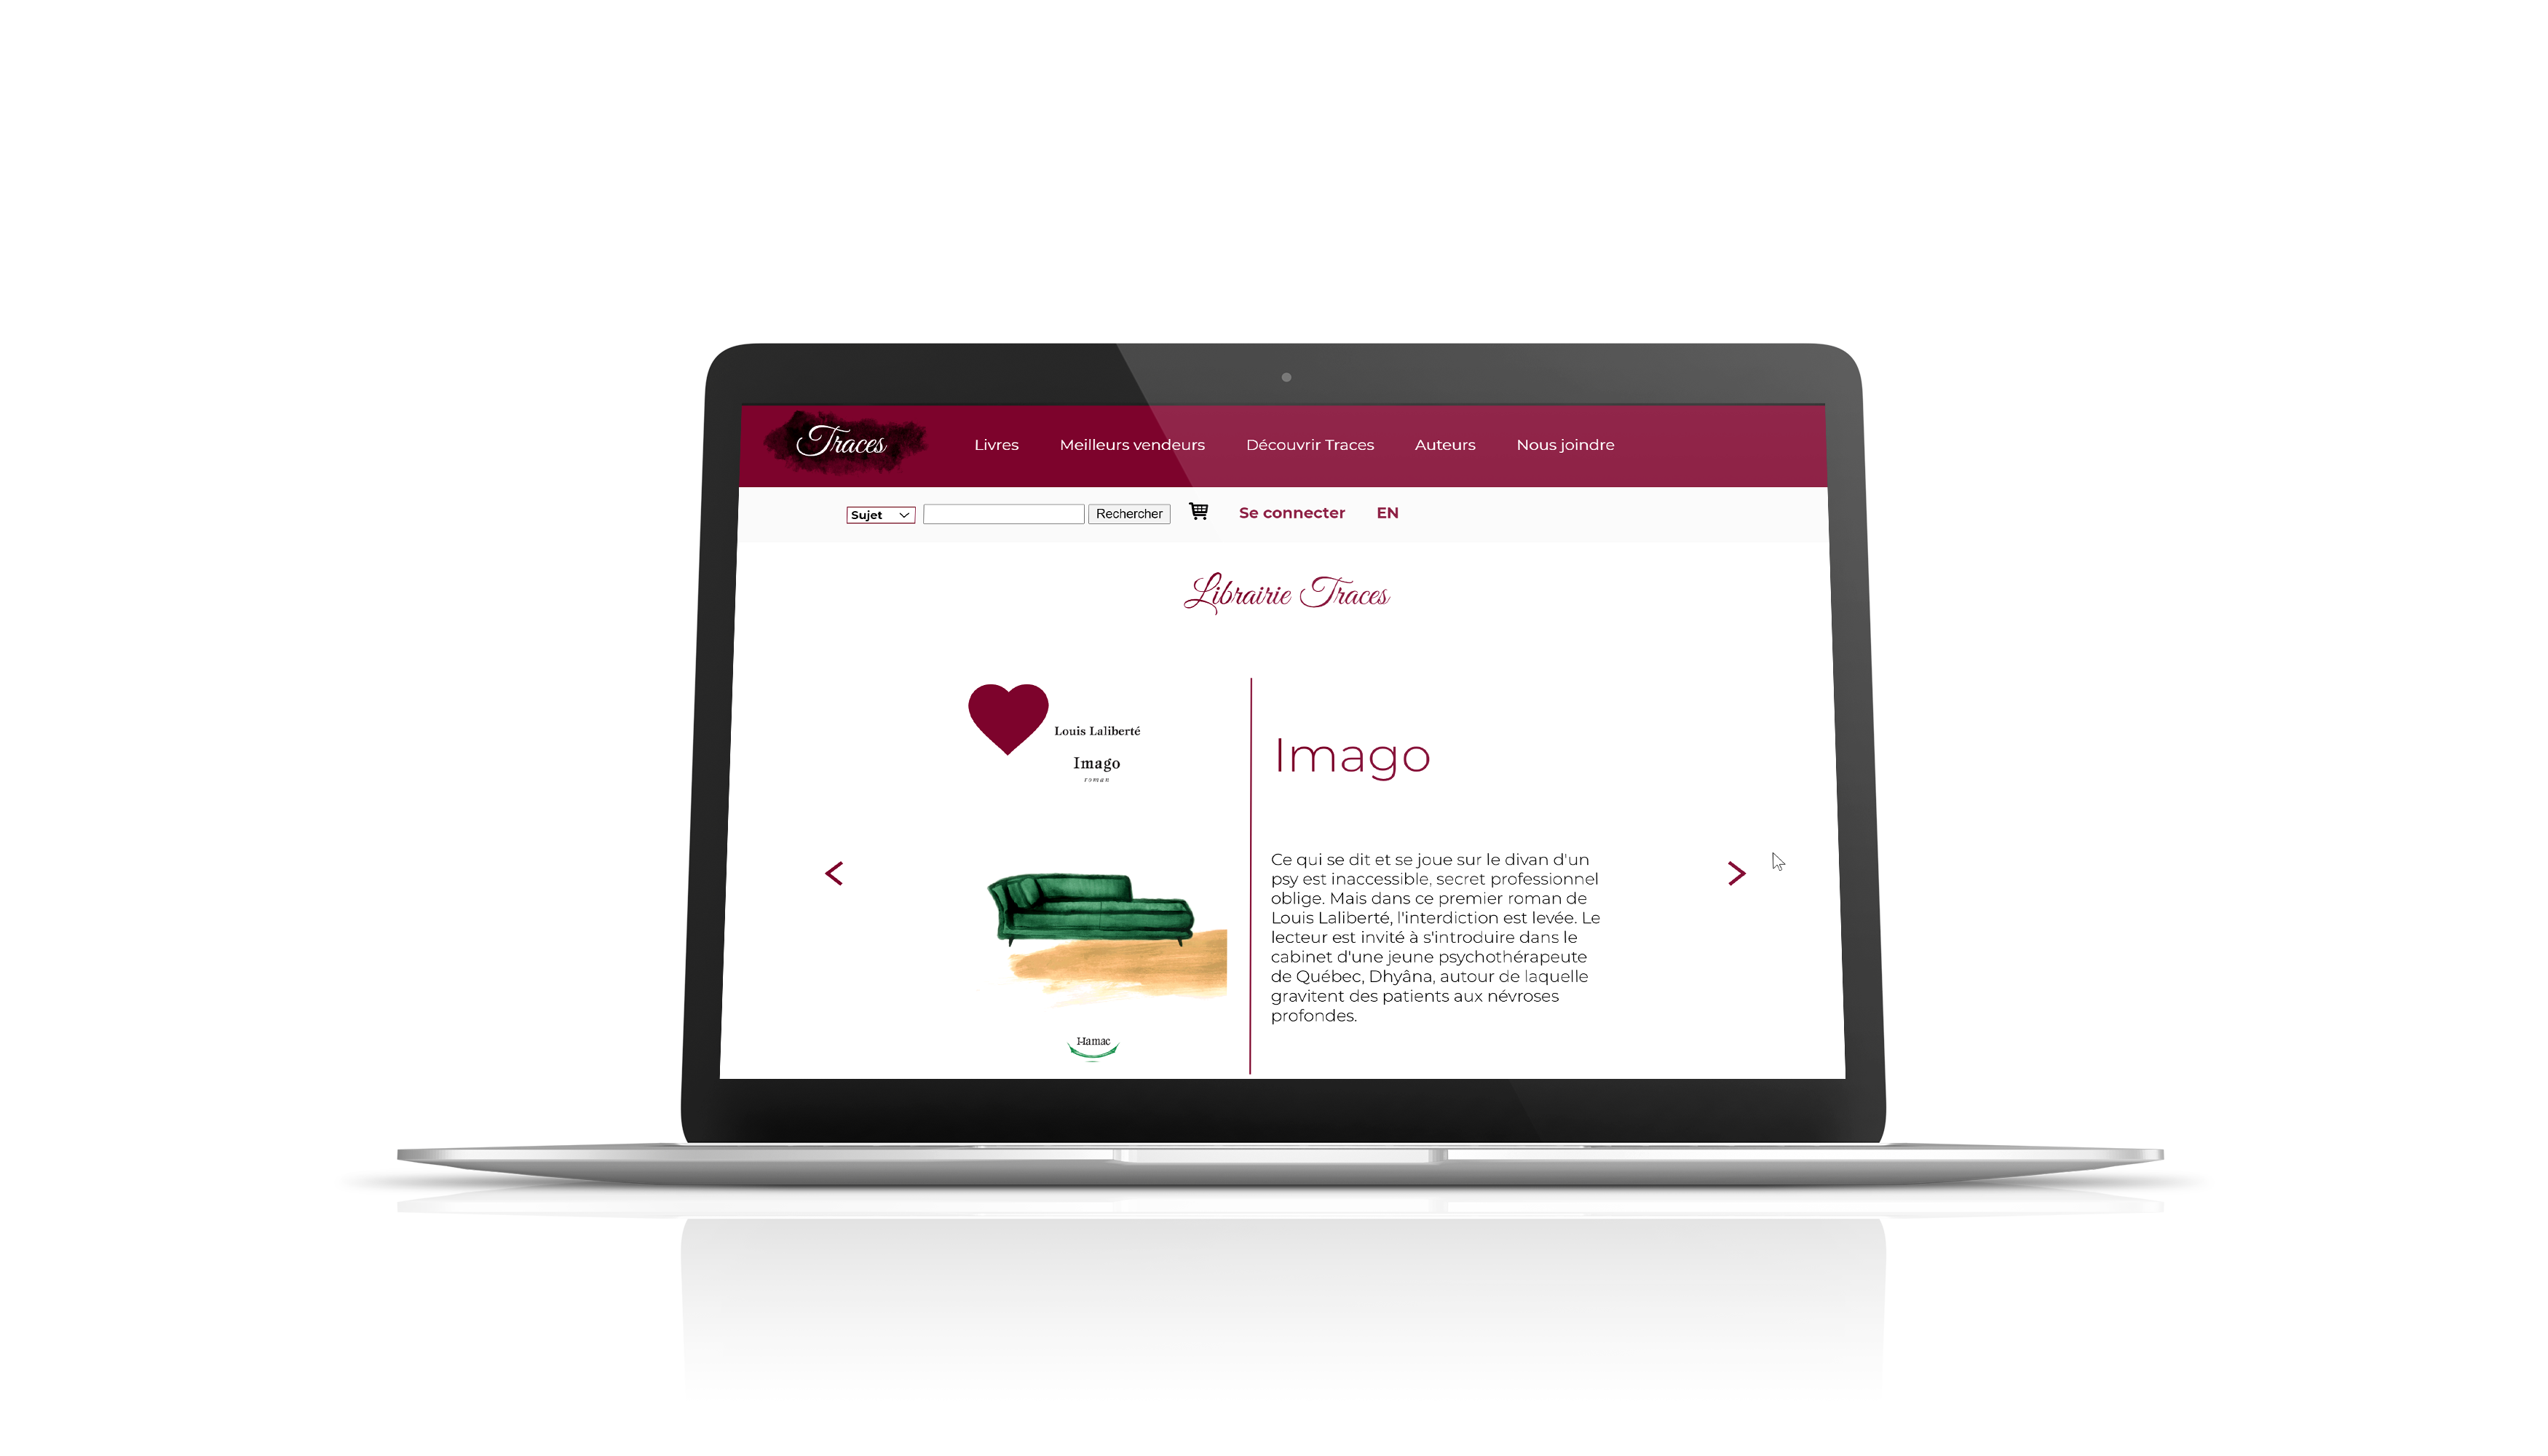 Traces
Livres Meilleurs vendeurs Découvrir Traces Auteurs Nous joindre
Sujet Rechercher Se connecter EN
Librairie Traces
Louis Laliberté
Imago
roman
Hamac
Imago
Ce qui se dit et se joue sur le divan d'un
psy est inaccessible, secret professionnel
oblige. Mais dans ce premier roman de
Louis Laliberté, l'interdiction est levée. Le
lecteur est invité à s'introduire dans le
cabinet d'une jeune psychothérapeute
de Québec, Dhyâna, autour de laquelle
gravitent des patients aux névroses
profondes.